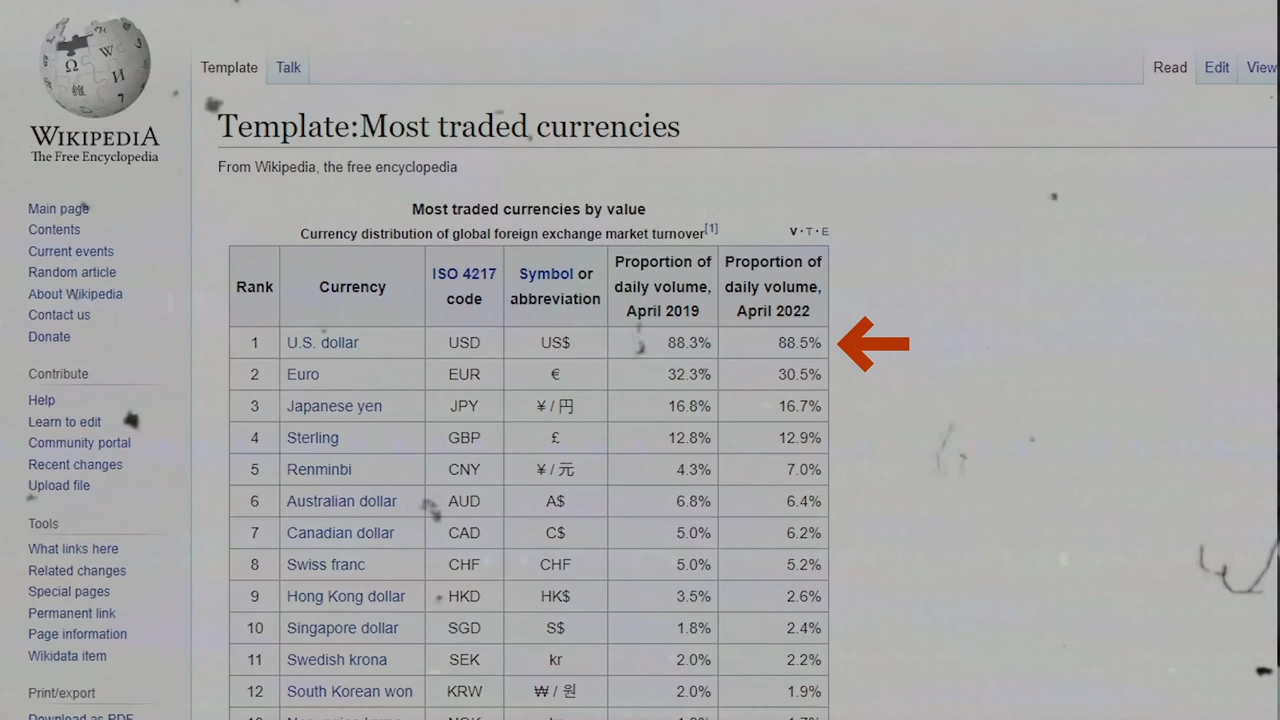 WIKIPEDIA
The Free Encyclopedia
Main page
Contents
Current events
Random article
About Wikipedia
Contact us
Donate
Contribute
Help
Learn to edit
Community portal
Recent changes
Upload file
Tools
What links here
Related changes
Special pages
Permanent link
Page information
Wikidata item
Print/export
Download as PDF
Template Talk
Read Edit View
Template:Most traded currencies
From Wikipedia, the free encyclopedia
Most traded currencies by value
Currency distribution of global foreign exchange market turnover[1]
V·T·E
Rank Currency ISO 4217 code Symbol or abbreviation Proportion of daily volume, April 2019 Proportion of daily volume, April 2022
1 U.S. dollar USD US$ 88.3% 88.5%
2 Euro EUR € 32.3% 30.5%
3 Japanese yen JPY ¥ / 円 16.8% 16.7%
4 Sterling GBP £ 12.8% 12.9%
5 Renminbi CNY ¥ / 元 4.3% 7.0%
6 Australian dollar AUD A$ 6.8% 6.4%
7 Canadian dollar CAD C$ 5.0% 6.2%
8 Swiss franc CHF CHF 5.0% 5.2%
9 Hong Kong dollar HKD HK$ 3.5% 2.6%
10 Singapore dollar SGD S$ 1.8% 2.4%
11 Swedish krona SEK kr 2.0% 2.2%
12 South Korean won KRW ₩ / 원 2.0% 1.9%